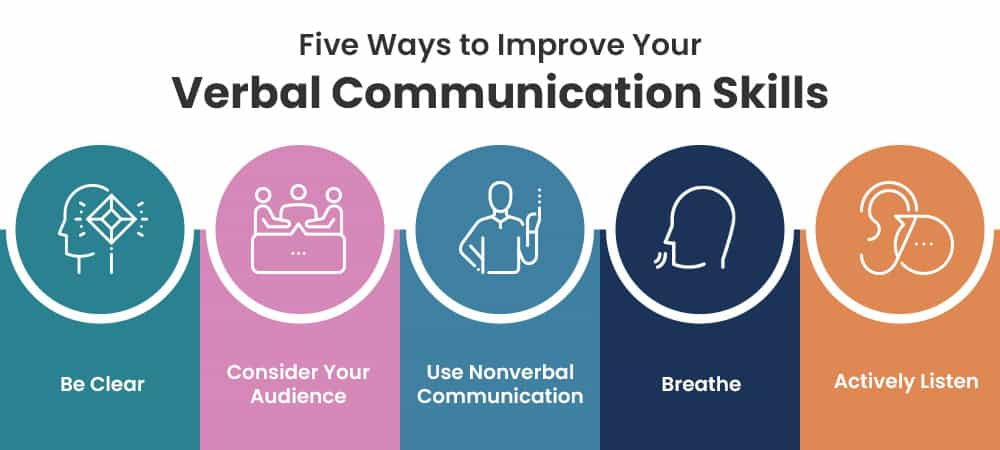 Five Ways to Improve Your
Verbal Communication Skills
Be Clear
Consider Your
Audience
Use Nonverbal
Communication
Breathe
Actively Listen